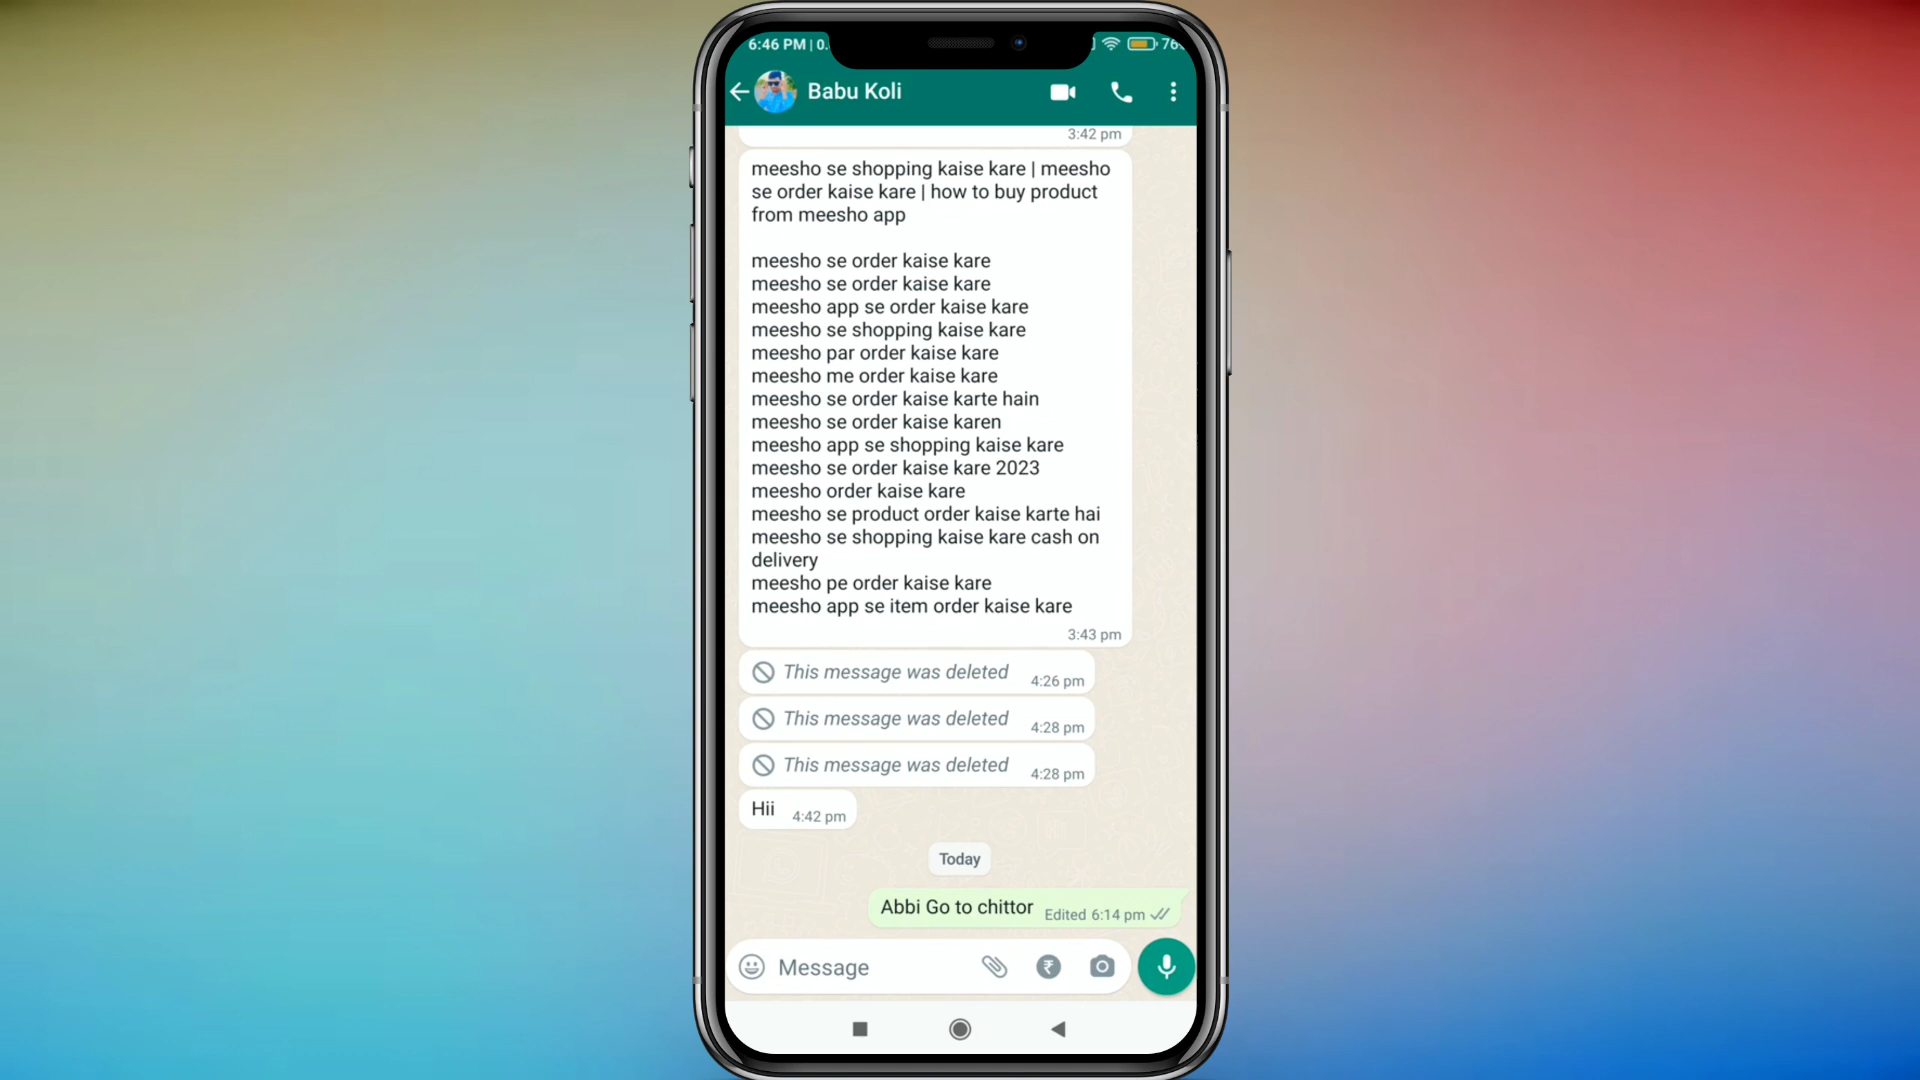 6:46 PM | 0.
76
Babu Koli
3:42 pm
meesho se shopping kaise kare | meesho
se order kaise kare | how to buy product
from meesho app
meesho se order kaise kare
meesho se order kaise kare
meesho app se order kaise kare
meesho se shopping kaise kare
meesho par order kaise kare
meesho me order kaise kare
meesho se order kaise karte hain
meesho se order kaise karen
meesho app se shopping kaise kare
meesho se order kaise kare 2023
meesho order kaise kare
meesho se product order kaise karte hai
meesho se shopping kaise kare cash on
delivery
meesho pe order kaise kare
meesho app se item order kaise kare
3:43 pm
This message was deleted 4:26 pm
This message was deleted 4:28 pm
This message was deleted 4:28 pm
Hii 4:42 pm
Today
Abbi Go to chittor Edited 6:14 pm
Message